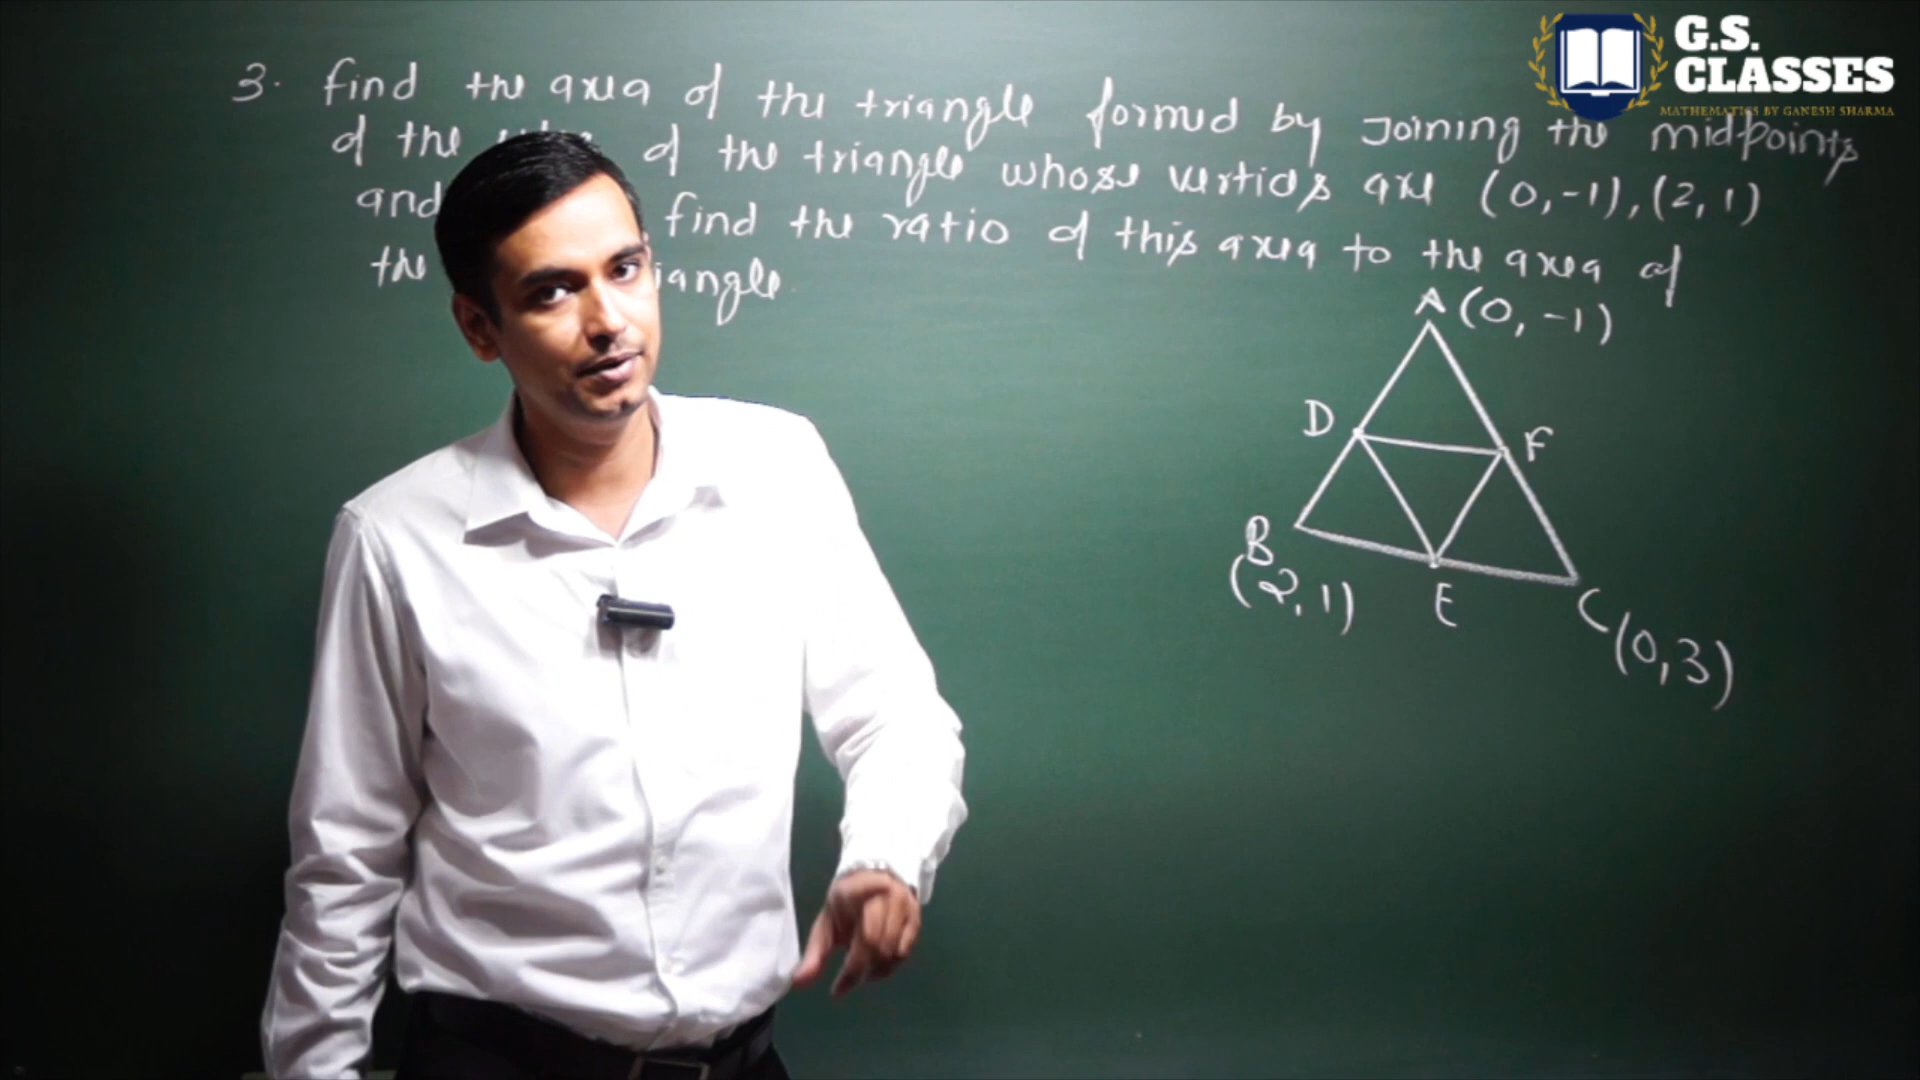 G.S.
CLASSES
MATHEMATICS BY GANESH SHARMA
3. find the area of the triangle formed by Joining the midpoints
of the of the triangle whose vertices are (0,-1), (2, 1)
and find the ratio of this area to the area of
the iangle.
A (0, -1)
D
F
B
(2, 1)
E
C (0,3)